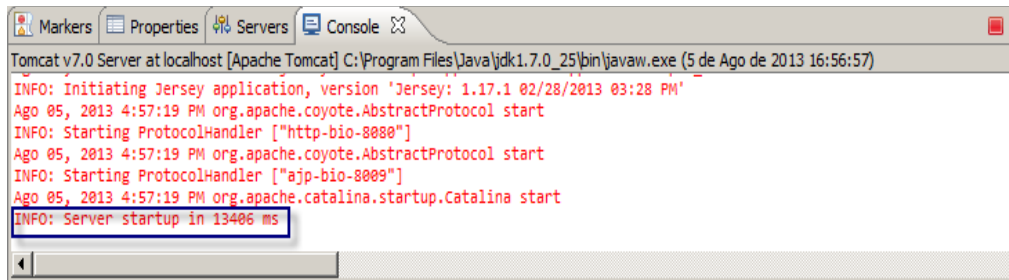 Markers Properties Servers Console
Tomcat v7.0 Server at localhost [Apache Tomcat] C:\Program Files\Java\jdk1.7.0_25\bin\javaw.exe (5 de Ago de 2013 16:56:57)
INFO: Initiating Jersey application, version 'Jersey: 1.17.1 02/28/2013 03:28 PM'
Ago 05, 2013 4:57:19 PM org.apache.coyote.AbstractProtocol start
INFO: Starting ProtocolHandler ["http-bio-8080"]
Ago 05, 2013 4:57:19 PM org.apache.coyote.AbstractProtocol start
INFO: Starting ProtocolHandler ["ajp-bio-8009"]
Ago 05, 2013 4:57:19 PM org.apache.catalina.startup.Catalina start
INFO: Server startup in 13406 ms